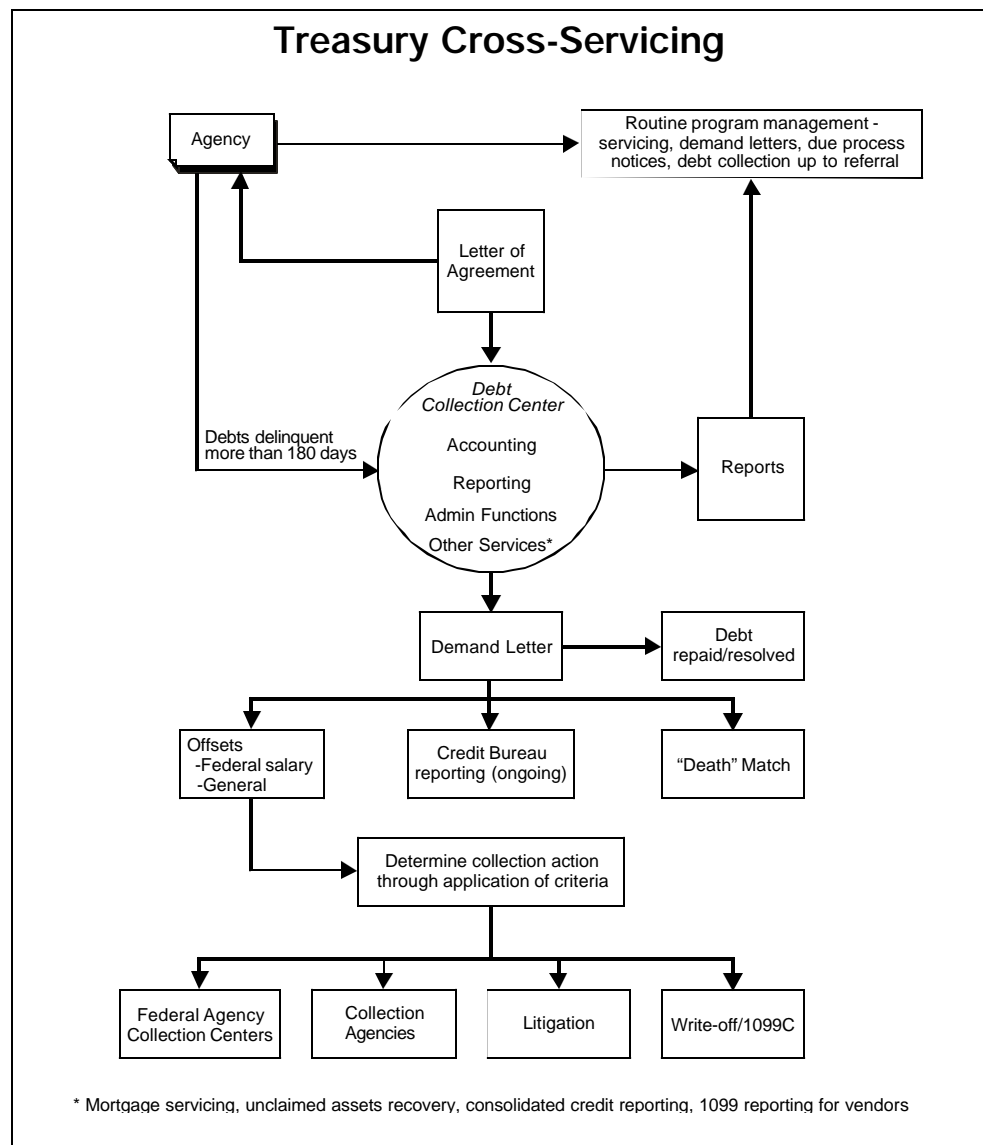 Treasury Cross-Servicing
Agency
Routine program management -
servicing, demand letters, due process
notices, debt collection up to referral
Letter of
Agreement
Debt
Collection Center
Accounting
Reporting
Admin Functions
Other Services*
Debts delinquent
more than 180 days
Reports
Demand Letter
Debt
repaid/resolved
Offsets
-Federal salary
-General
Credit Bureau
reporting (ongoing)
“Death” Match
Determine collection action
through application of criteria
Federal Agency
Collection Centers
Collection
Agencies
Litigation
Write-off/1099C
* Mortgage servicing, unclaimed assets recovery, consolidated credit reporting, 1099 reporting for vendors